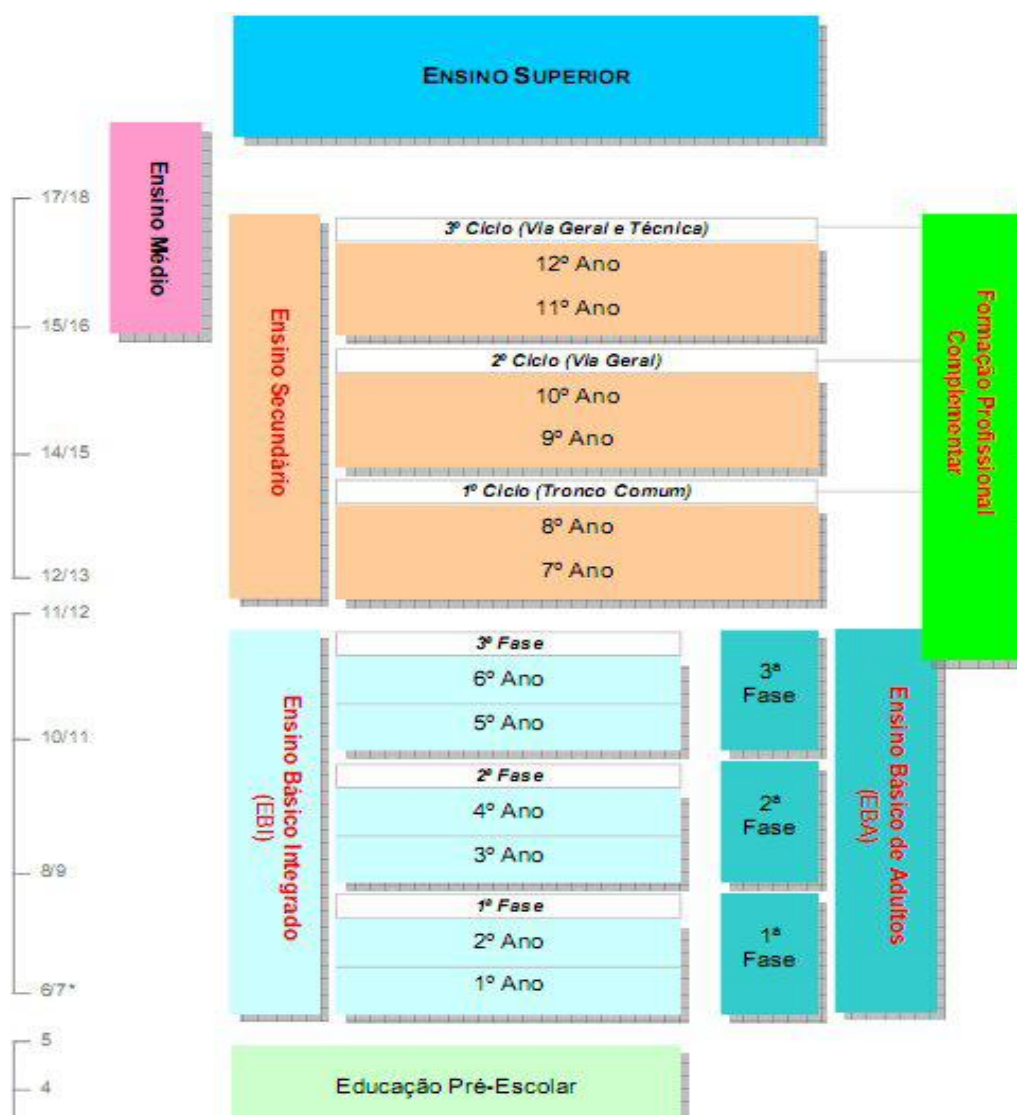 ENSINO SUPERIOR
Ensino Médio
17/18
15/16
14/15
12/13
11/12
10/11
8/9
6/7*
5
4
Ensino Secundário
3º Ciclo (Via Geral e Técnica)
12º Ano
11º Ano
2º Ciclo (Via Geral)
10º Ano
9º Ano
1º Ciclo (Tronco Comum)
8º Ano
7º Ano
Formação Profissional
Complementar
Ensino Básico Integrado
(EBI)
3ª Fase
6º Ano
5º Ano
2ª Fase
4º Ano
3º Ano
1ª Fase
2º Ano
1º Ano
3ª
Fase
2ª
Fase
1ª
Fase
Ensino Básico de Adultos
(EBA)
Educação Pré-Escolar